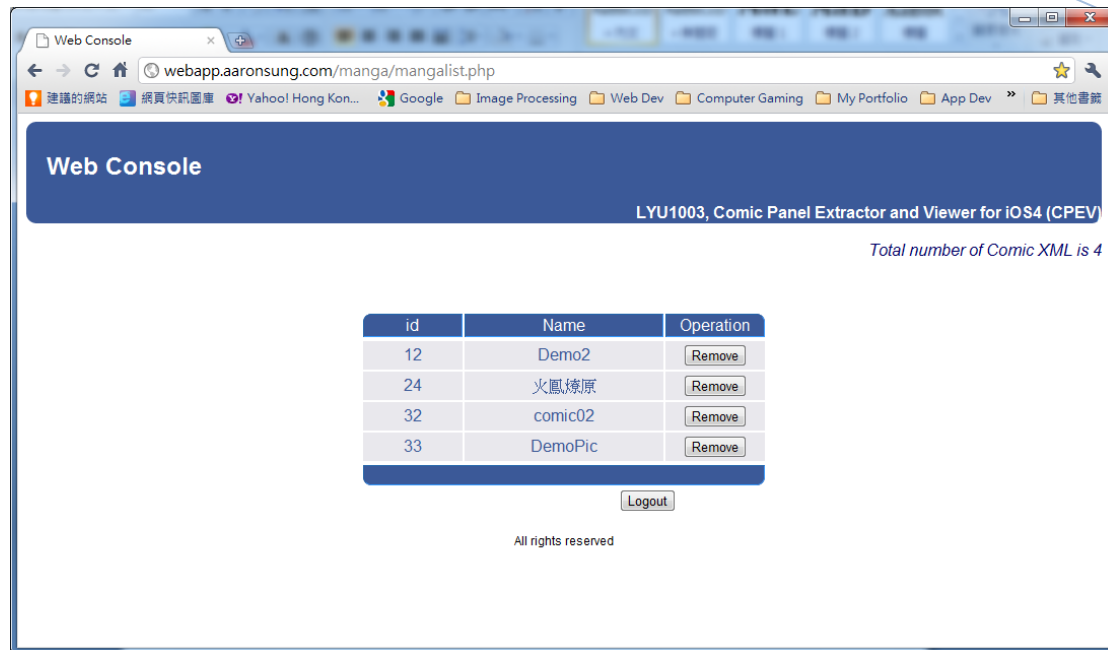 Web Console
webapp.aaronsung.com/manga/mangalist.php
建議的網站 網頁快訊圖庫 Yahoo! Hong Kon... Google Image Processing Web Dev Computer Gaming My Portfolio App Dev » 其他書籤
Web Console
LYU1003, Comic Panel Extractor and Viewer for iOS4 (CPEV)
Total number of Comic XML is 4
id Name Operation
12 Demo2 Remove
24 火鳳燎原 Remove
32 comic02 Remove
33 DemoPic Remove
Logout
All rights reserved